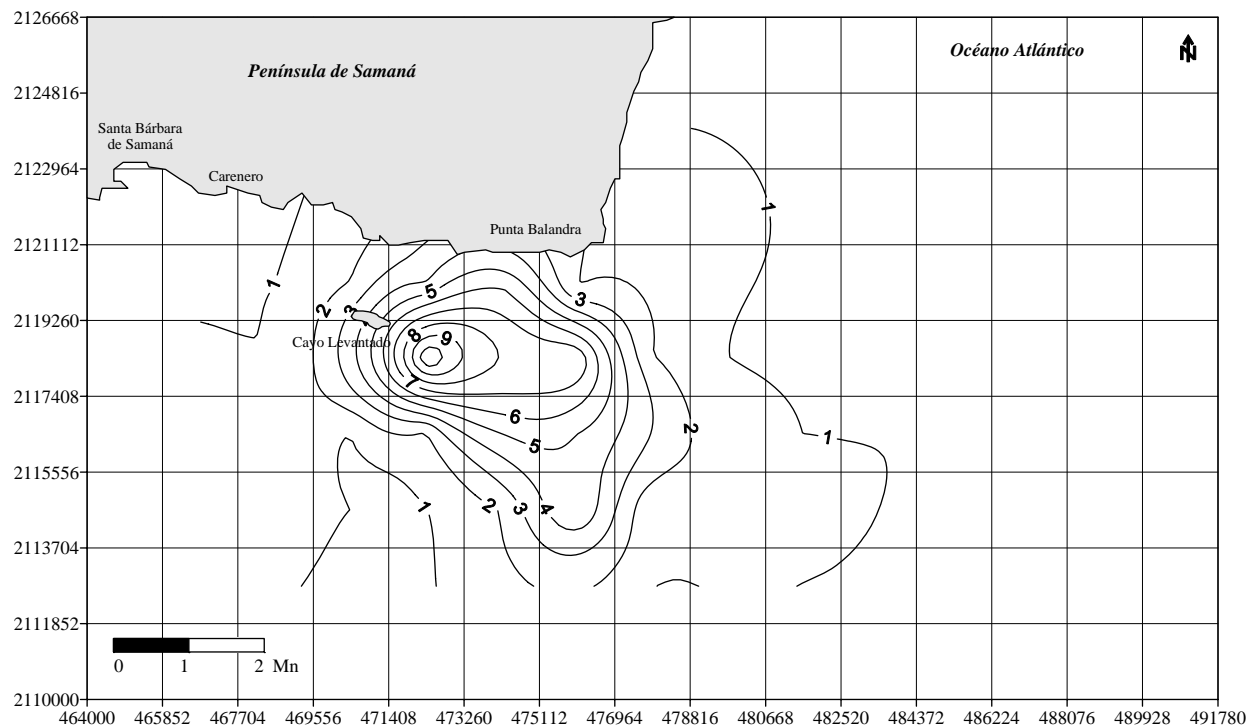 2126668
Océano Atlántico
N
Península de Samaná
2124816
Santa Bárbara
de Samaná
2122964
Carenero
1
Punta Balandra
2121112
1
5
2
3
3
2119260
8
9
Cayo Levantado
7
2117408
6
2
1
5
2115556
1
2
3
4
2113704
2111852
0 1 2 Mn
2110000
464000 465852 467704 469556 471408 473260 475112 476964 478816 480668 482520 484372 486224 488076 489928 491780